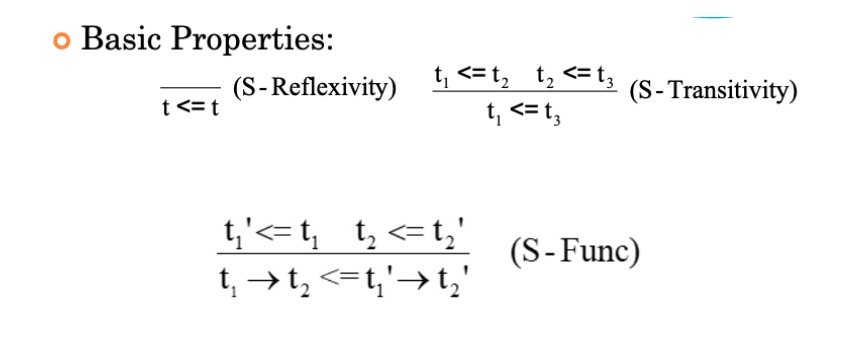 Basic Properties:
t <= t (S-Reflexivity)
t₁ <= t₂ t₂ <= t₃
t₁ <= t₃ (S-Transitivity)
t₁' <= t₁ t₂ <= t₂'
t₁ → t₂ <= t₁' → t₂' (S-Func)